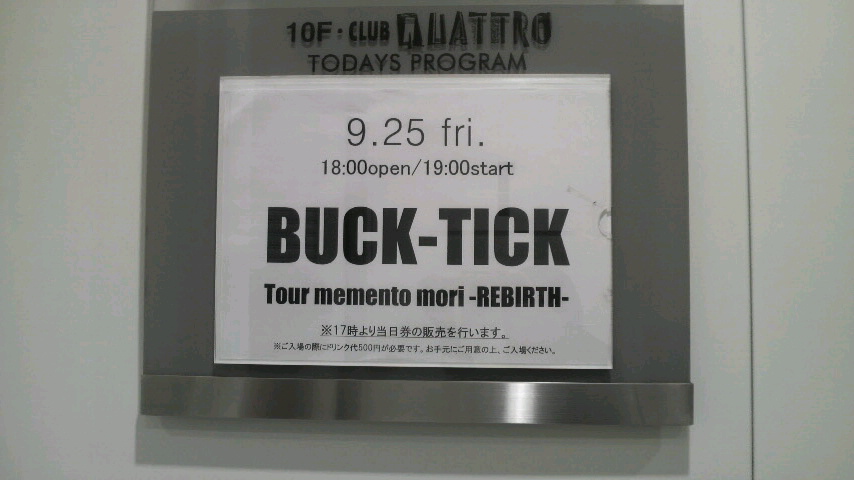 10F・CLUB QUATTRO
TODAYS PROGRAM
9.25 fri.
18:00open/19:00start
BUCK-TICK
Tour memento mori -REBIRTH-
※17時より当日券の販売を行います。
※ご入場の際にドリンク代500円が必要です。お手元にご用意の上、ご入場ください。